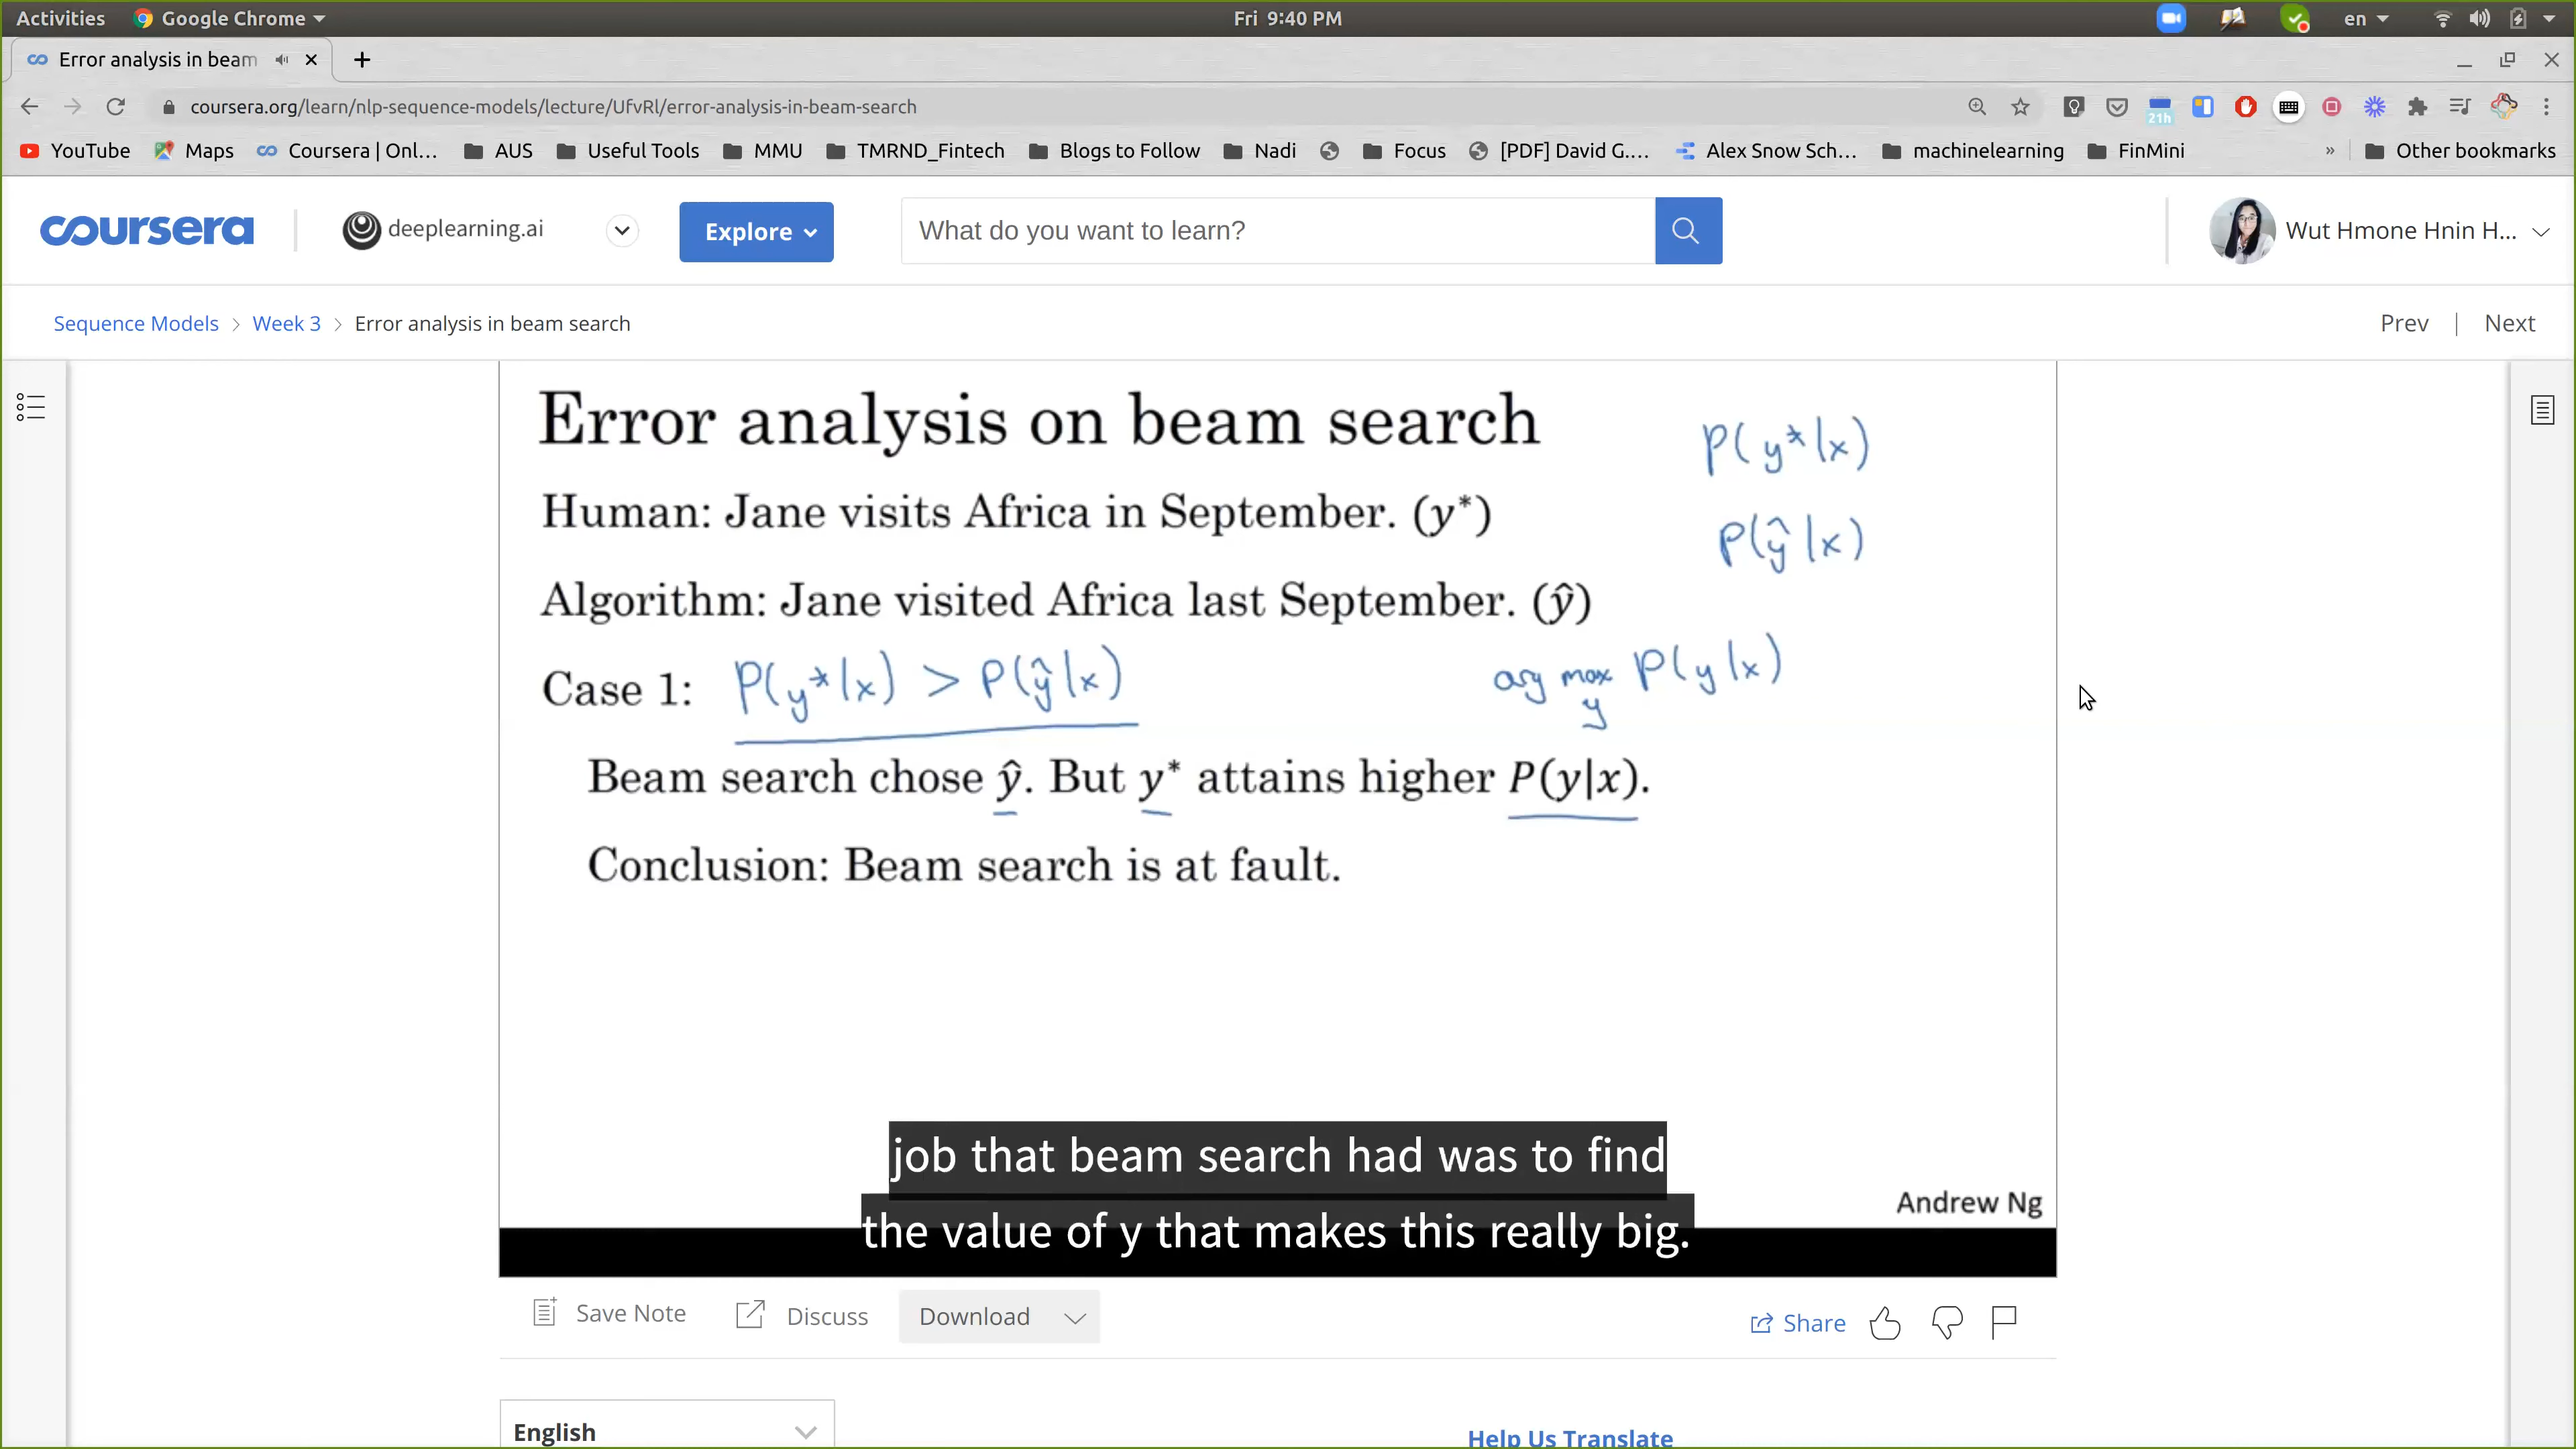 Activities Google Chrome Fri 9:40 PM en
Error analysis in beam
coursera.org/learn/nlp-sequence-models/lecture/UfvRl/error-analysis-in-beam-search
21h
YouTube Maps Coursera | Onl... AUS Useful Tools MMU TMRND_Fintech Blogs to Follow Nadi Focus [PDF] David G.... Alex Snow Sch... machinelearning FinMini » Other bookmarks
coursera deeplearning.ai Explore What do you want to learn? Wut Hmone Hnin H...
Sequence Models > Week 3 > Error analysis in beam search Prev | Next
Error analysis on beam search
P(y*|x)
Human: Jane visits Africa in September. (y*)
P(ŷ|x)
Algorithm: Jane visited Africa last September. (ŷ)
Case 1: P(y*|x) > P(ŷ|x) arg max P(y|x)
y
Beam search chose ŷ. But y* attains higher P(y|x).
Conclusion: Beam search is at fault.
job that beam search had was to find
the value of y that makes this really big.
Andrew Ng
Save Note Discuss Download Share
English Help Us Translate